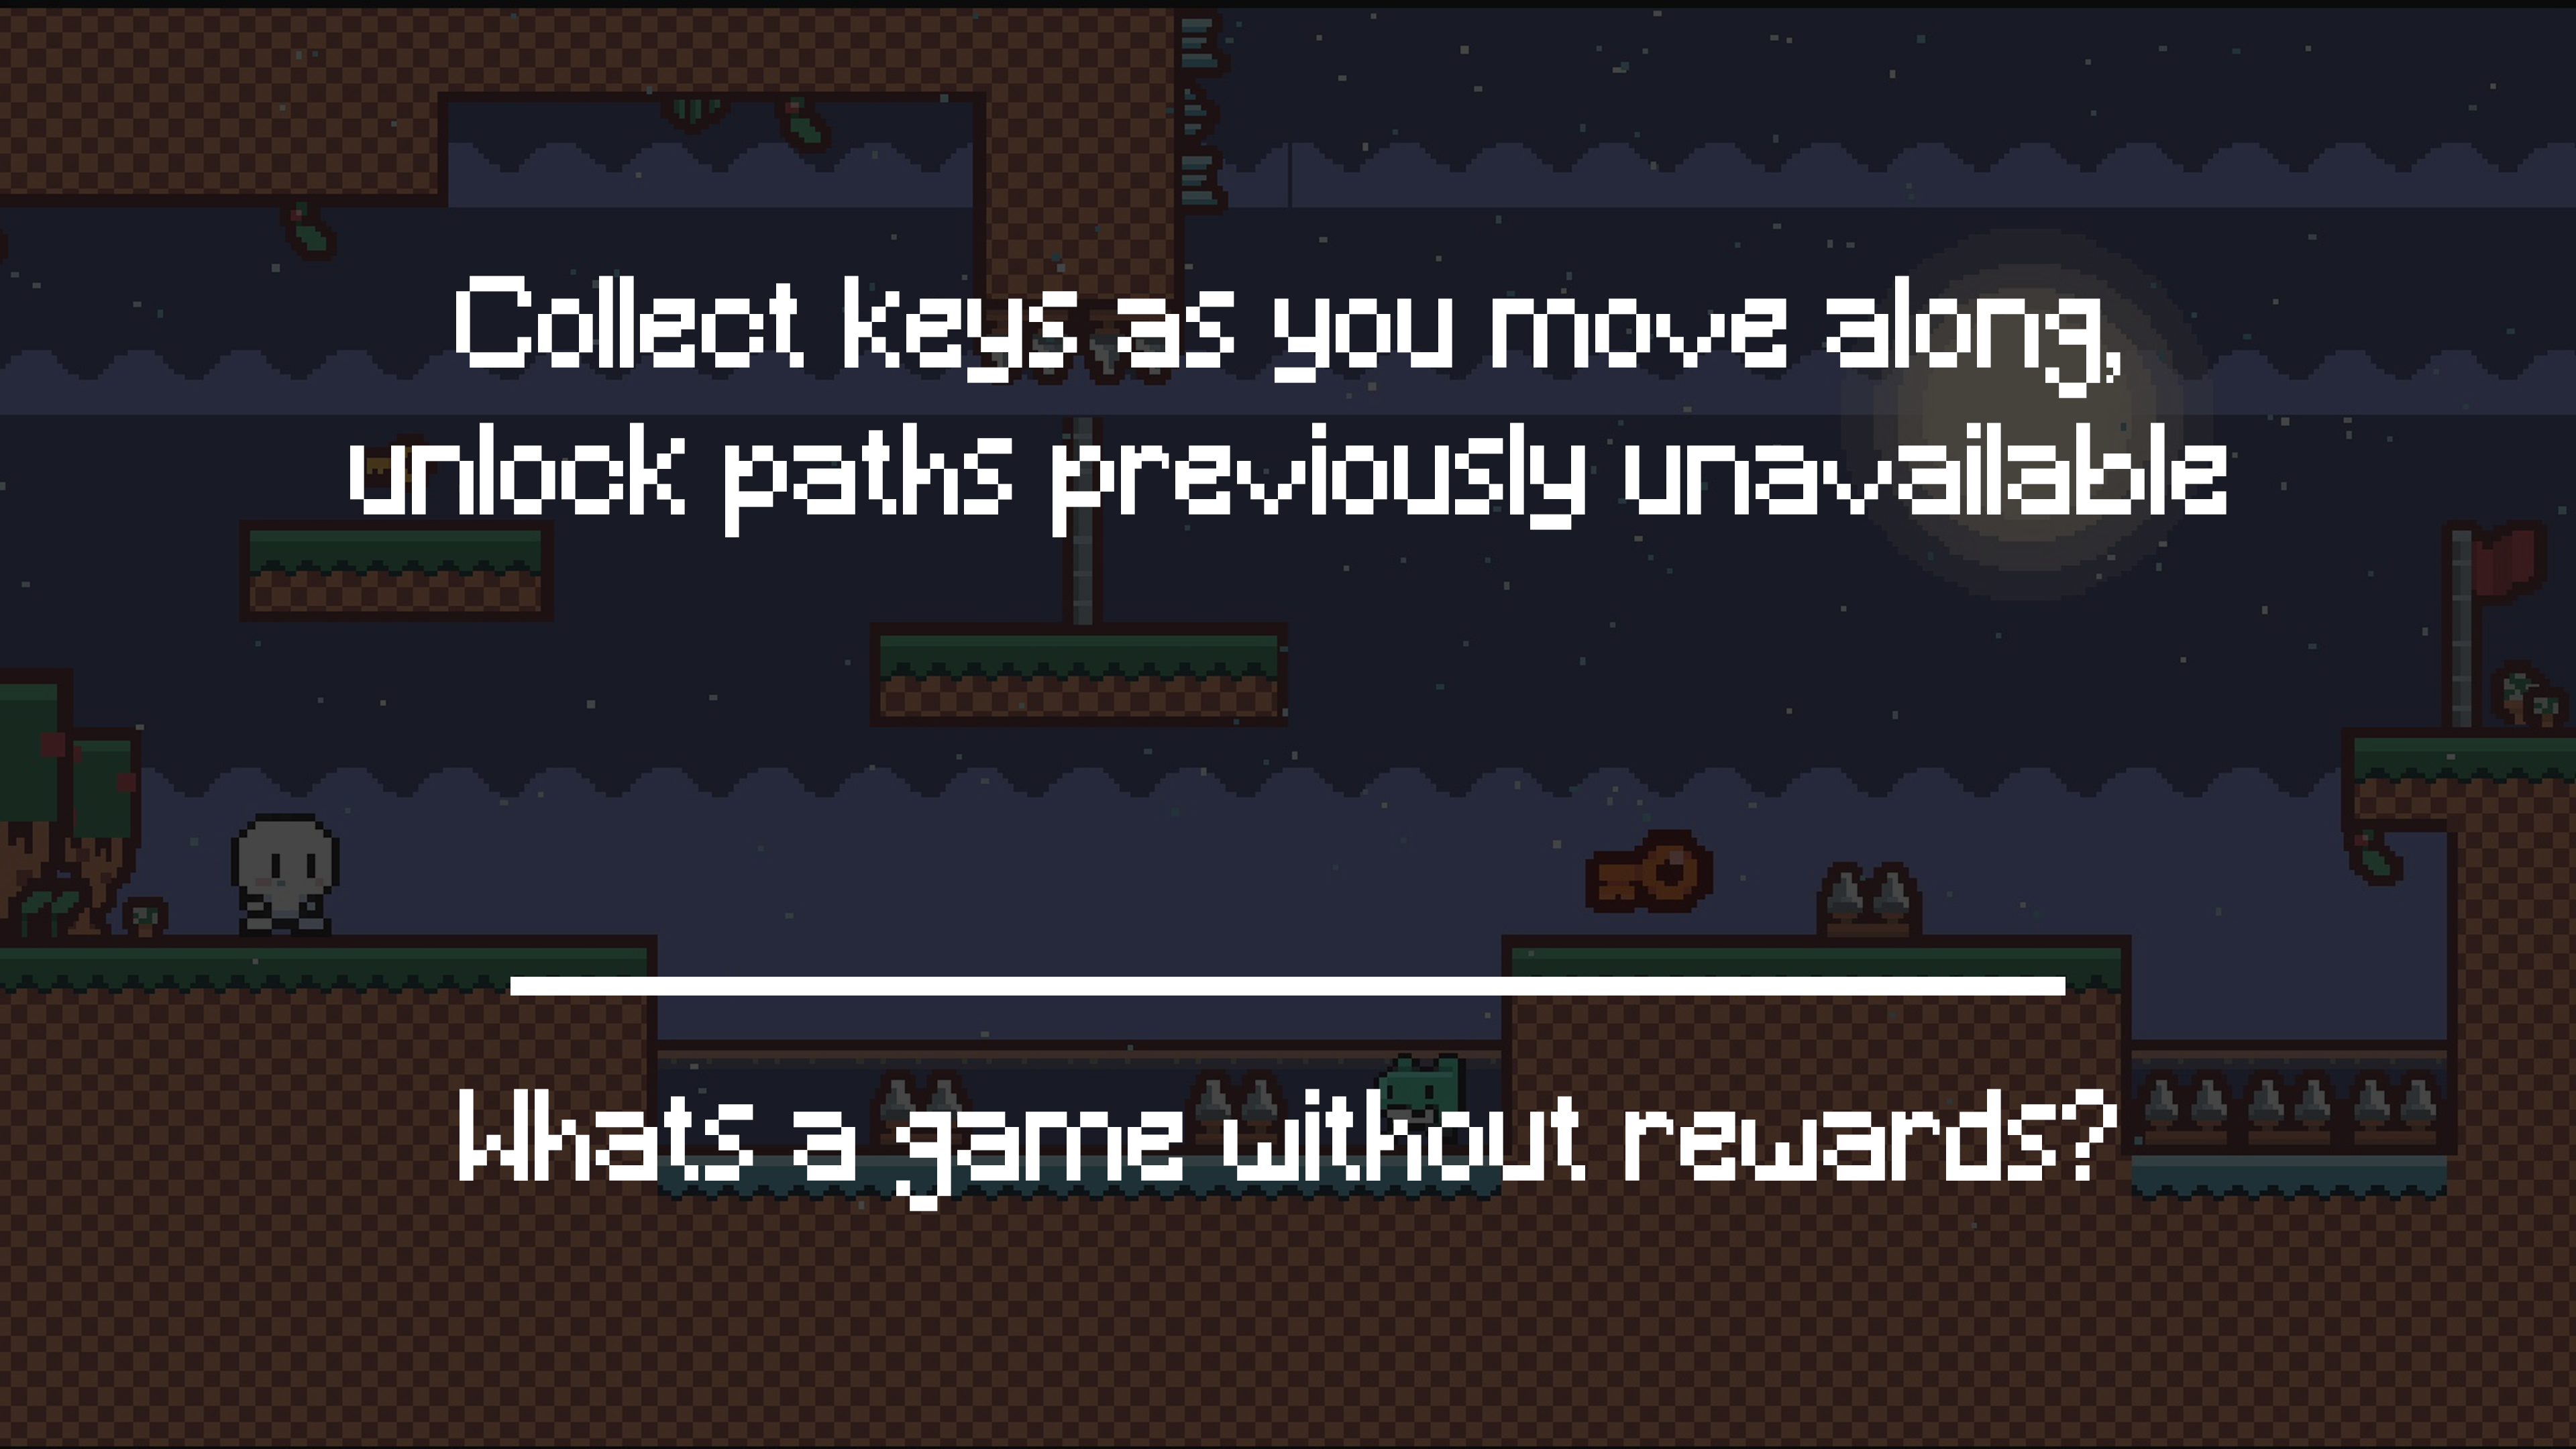 Collect keys as you move along,
unlock paths previously unavailable
Whats a game without rewards?